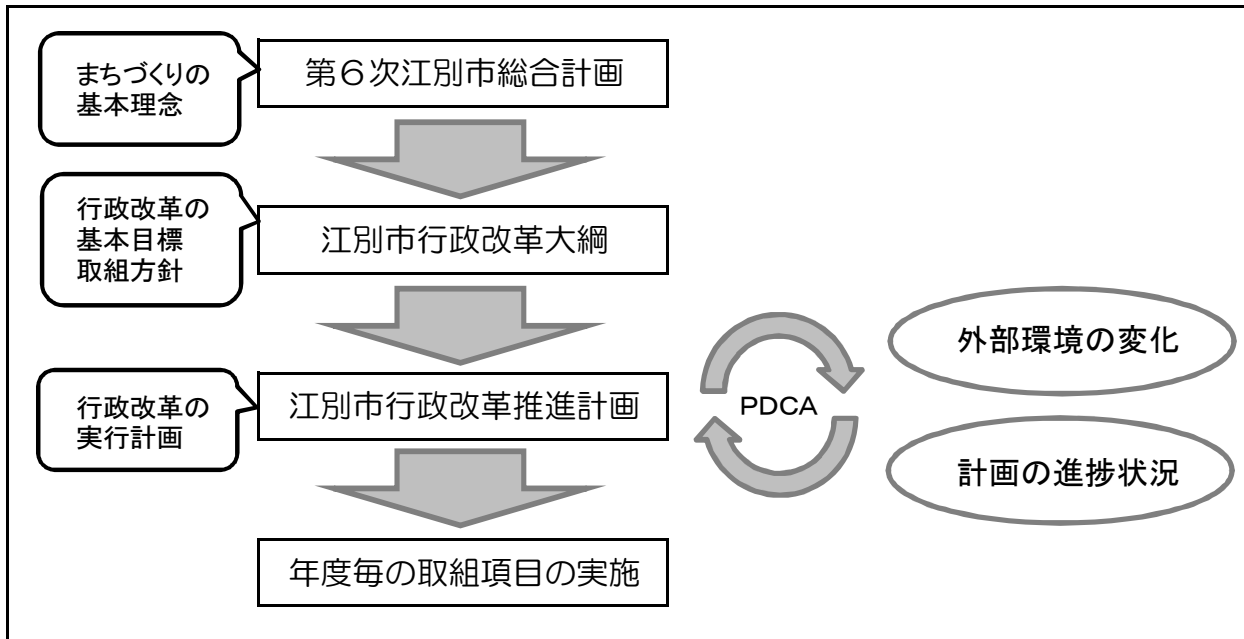 まちづくりの
基本理念
第6次江別市総合計画
行政改革の
基本目標
取組方針
江別市行政改革大綱
行政改革の
実行計画
江別市行政改革推進計画
PDCA
外部環境の変化
計画の進捗状況
年度毎の取組項目の実施